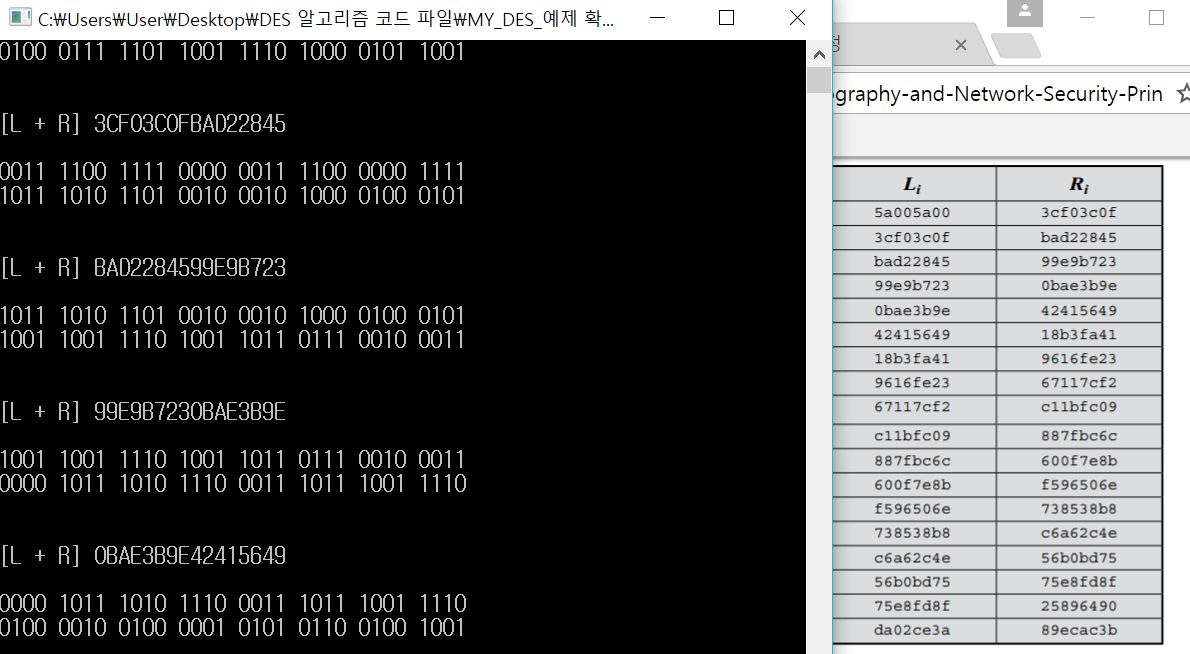 C:₩Users₩User₩Desktop₩DES 알고리즘 코드 파일₩MY_DES_예제 확...
0100 0111 1101 1001 1110 1000 0101 1001
[L + R] 3CF03C0FBAD22845
0011 1100 1111 0000 0011 1100 0000 1111
1011 1010 1101 0010 0010 1000 0100 0101
[L + R] BAD2284599E9B723
1011 1010 1101 0010 0010 1000 0100 0101
1001 1001 1110 1001 1011 0111 0010 0011
[L + R] 99E9B7230BAE3B9E
1001 1001 1110 1001 1011 0111 0010 0011
0000 1011 1010 1110 0011 1011 1001 1110
[L + R] 0BAE3B9E42415649
0000 1011 1010 1110 0011 1011 1001 1110
0100 0010 0100 0001 0101 0110 0100 1001
ography-and-Network-Security-Prin
Li Ri
5a005a00 3cf03c0f
3cf03c0f bad22845
bad22845 99e9b723
99e9b723 0bae3b9e
0bae3b9e 42415649
42415649 18b3fa41
18b3fa41 9616fe23
9616fe23 67117cf2
67117cf2 c11bfc09
c11bfc09 887fbc6c
887fbc6c 600f7e8b
600f7e8b f596506e
f596506e 738538b8
738538b8 c6a62c4e
c6a62c4e 56b0bd75
56b0bd75 75e8fd8f
75e8fd8f 25896490
da02ce3a 89ecac3b